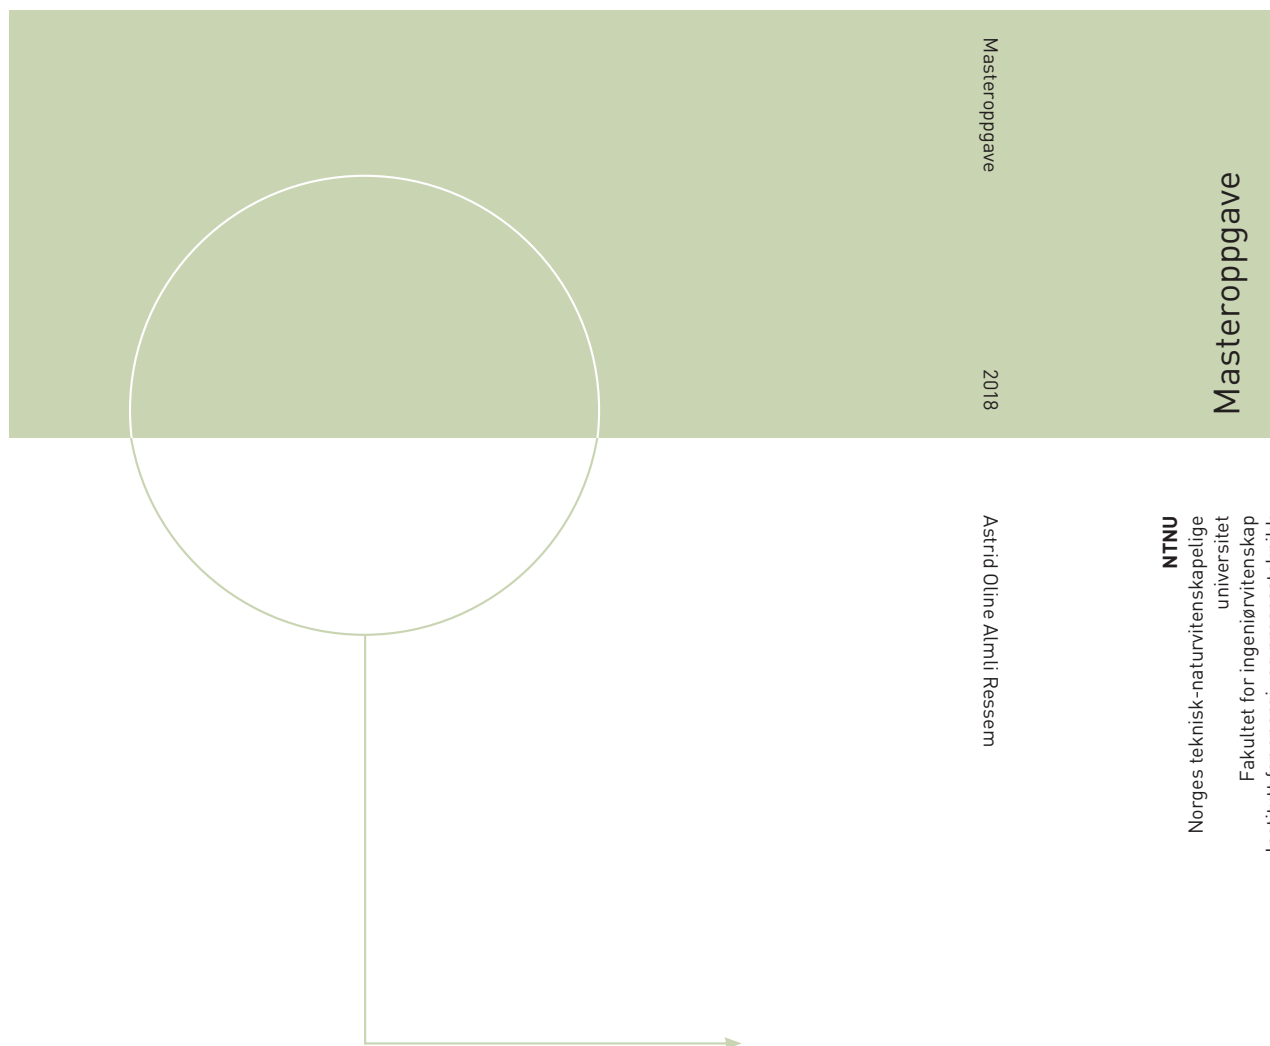 Masteroppgave
2018
Astrid Oline Almli Ressem
Masteroppgave
NTNU
Norges teknisk-naturvitenskapelige
universitet
Fakultet for ingeniørvitenskap